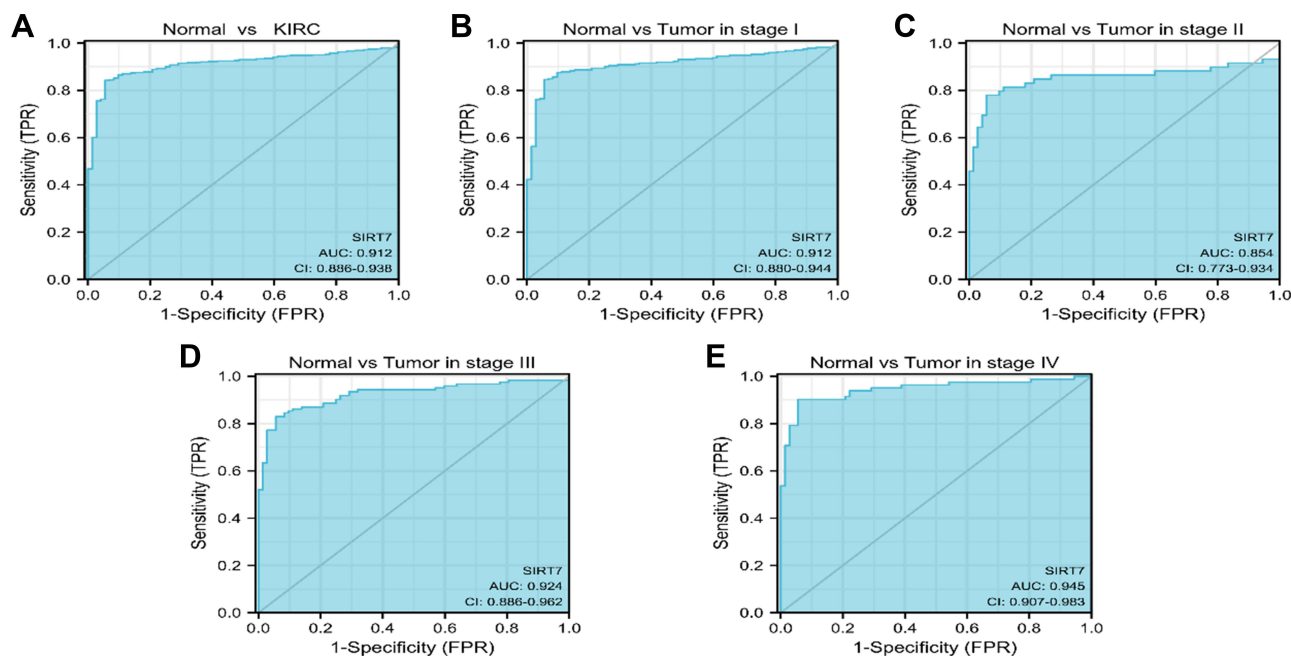 A
Normal vs KIRC
Sensitivity (TPR)
1.0
0.8
0.6
0.4
0.2
0.0
SIRT7
AUC: 0.912
CI: 0.886-0.938
0.0 0.2 0.4 0.6 0.8 1.0
1-Specificity (FPR)
B
Normal vs Tumor in stage I
Sensitivity (TPR)
1.0
0.8
0.6
0.4
0.2
0.0
SIRT7
AUC: 0.912
CI: 0.880-0.944
0.0 0.2 0.4 0.6 0.8 1.0
1-Specificity (FPR)
C
Normal vs Tumor in stage II
Sensitivity (TPR)
1.0
0.8
0.6
0.4
0.2
0.0
SIRT7
AUC: 0.854
CI: 0.773-0.934
0.0 0.2 0.4 0.6 0.8 1.0
1-Specificity (FPR)
D
Normal vs Tumor in stage III
Sensitivity (TPR)
1.0
0.8
0.6
0.4
0.2
0.0
SIRT7
AUC: 0.924
CI: 0.886-0.962
0.0 0.2 0.4 0.6 0.8 1.0
1-Specificity (FPR)
E
Normal vs Tumor in stage IV
Sensitivity (TPR)
1.0
0.8
0.6
0.4
0.2
0.0
SIRT7
AUC: 0.945
CI: 0.907-0.983
0.0 0.2 0.4 0.6 0.8 1.0
1-Specificity (FPR)